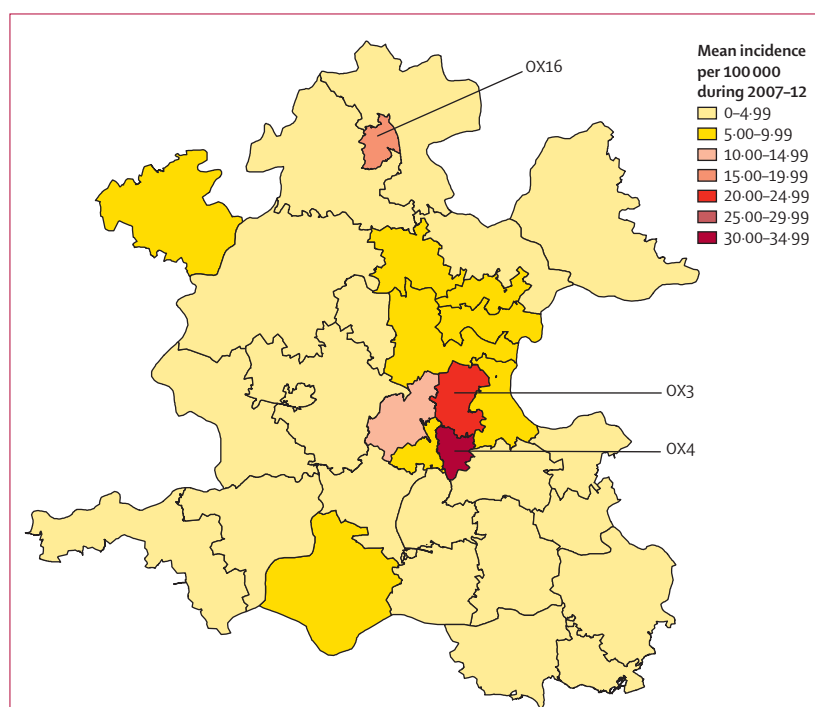 OX16
Mean incidence
per 100 000
during 2007–12
0–4·99
5·00–9·99
10·00–14·99
15·00–19·99
20·00–24·99
25·00–29·99
30·00–34·99
OX3
OX4